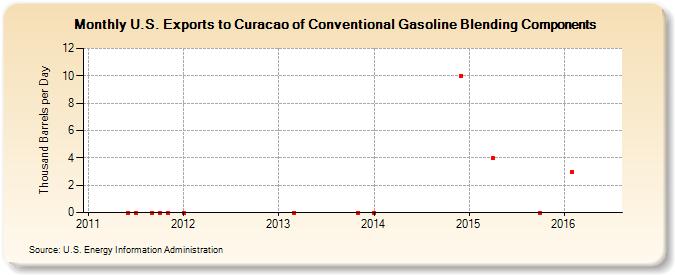 Monthly U.S. Exports to Curacao of Conventional Gasoline Blending Components
Thousand Barrels per Day
12
10
8
6
4
2
0
2011 2012 2013 2014 2015 2016
Source: U.S. Energy Information Administration